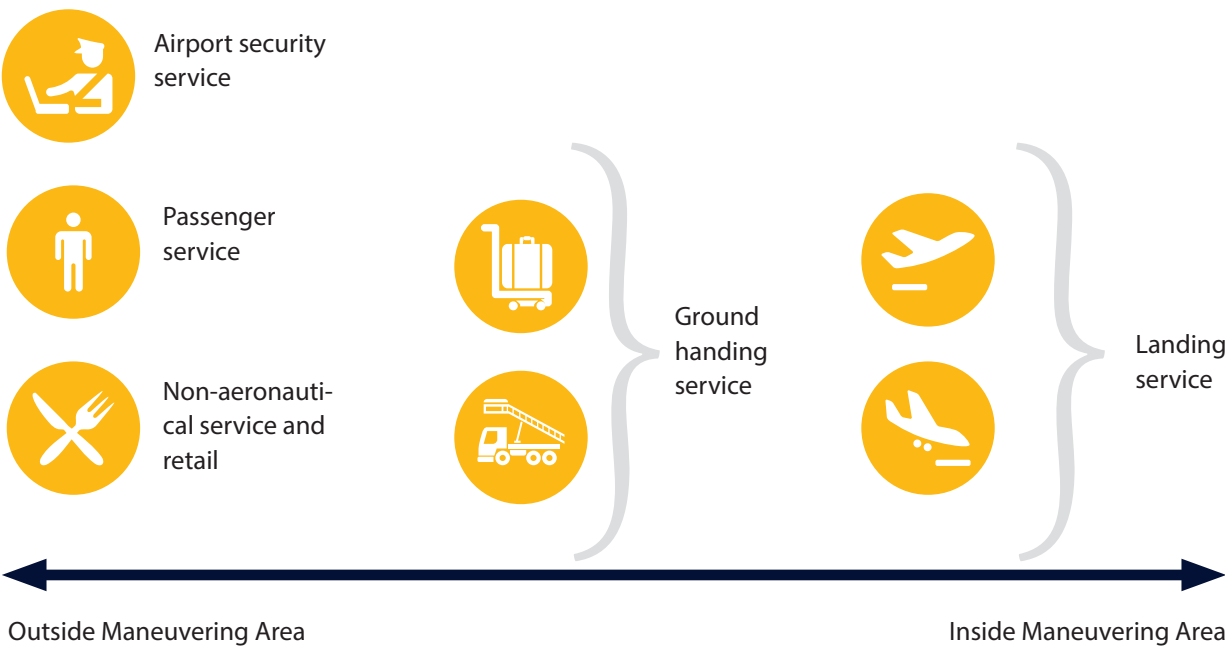 Airport security
service
Passenger
service
Non-aeronauti-
cal service and
retail
Ground
handing
service
Landing
service
Outside Maneuvering Area
Inside Maneuvering Area